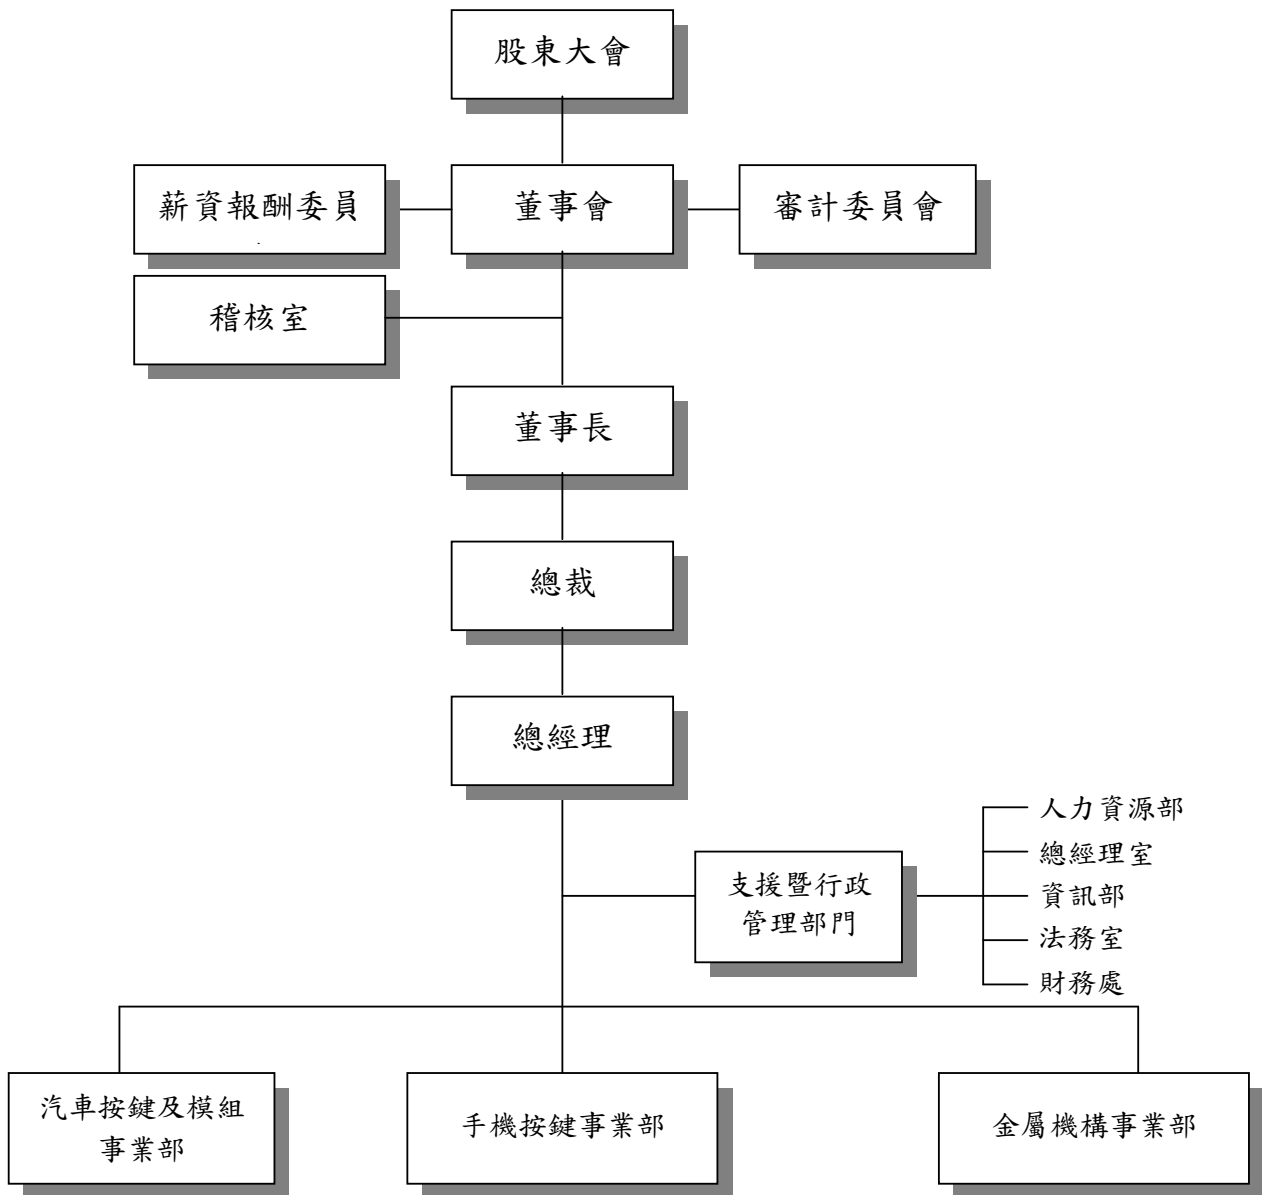 股東大會
薪資報酬委員
董事會
審計委員會
稽核室
董事長
總裁
總經理
支援暨行政
管理部門
人力資源部
總經理室
資訊部
法務室
財務處
汽車按鍵及模組
事業部
手機按鍵事業部
金屬機構事業部